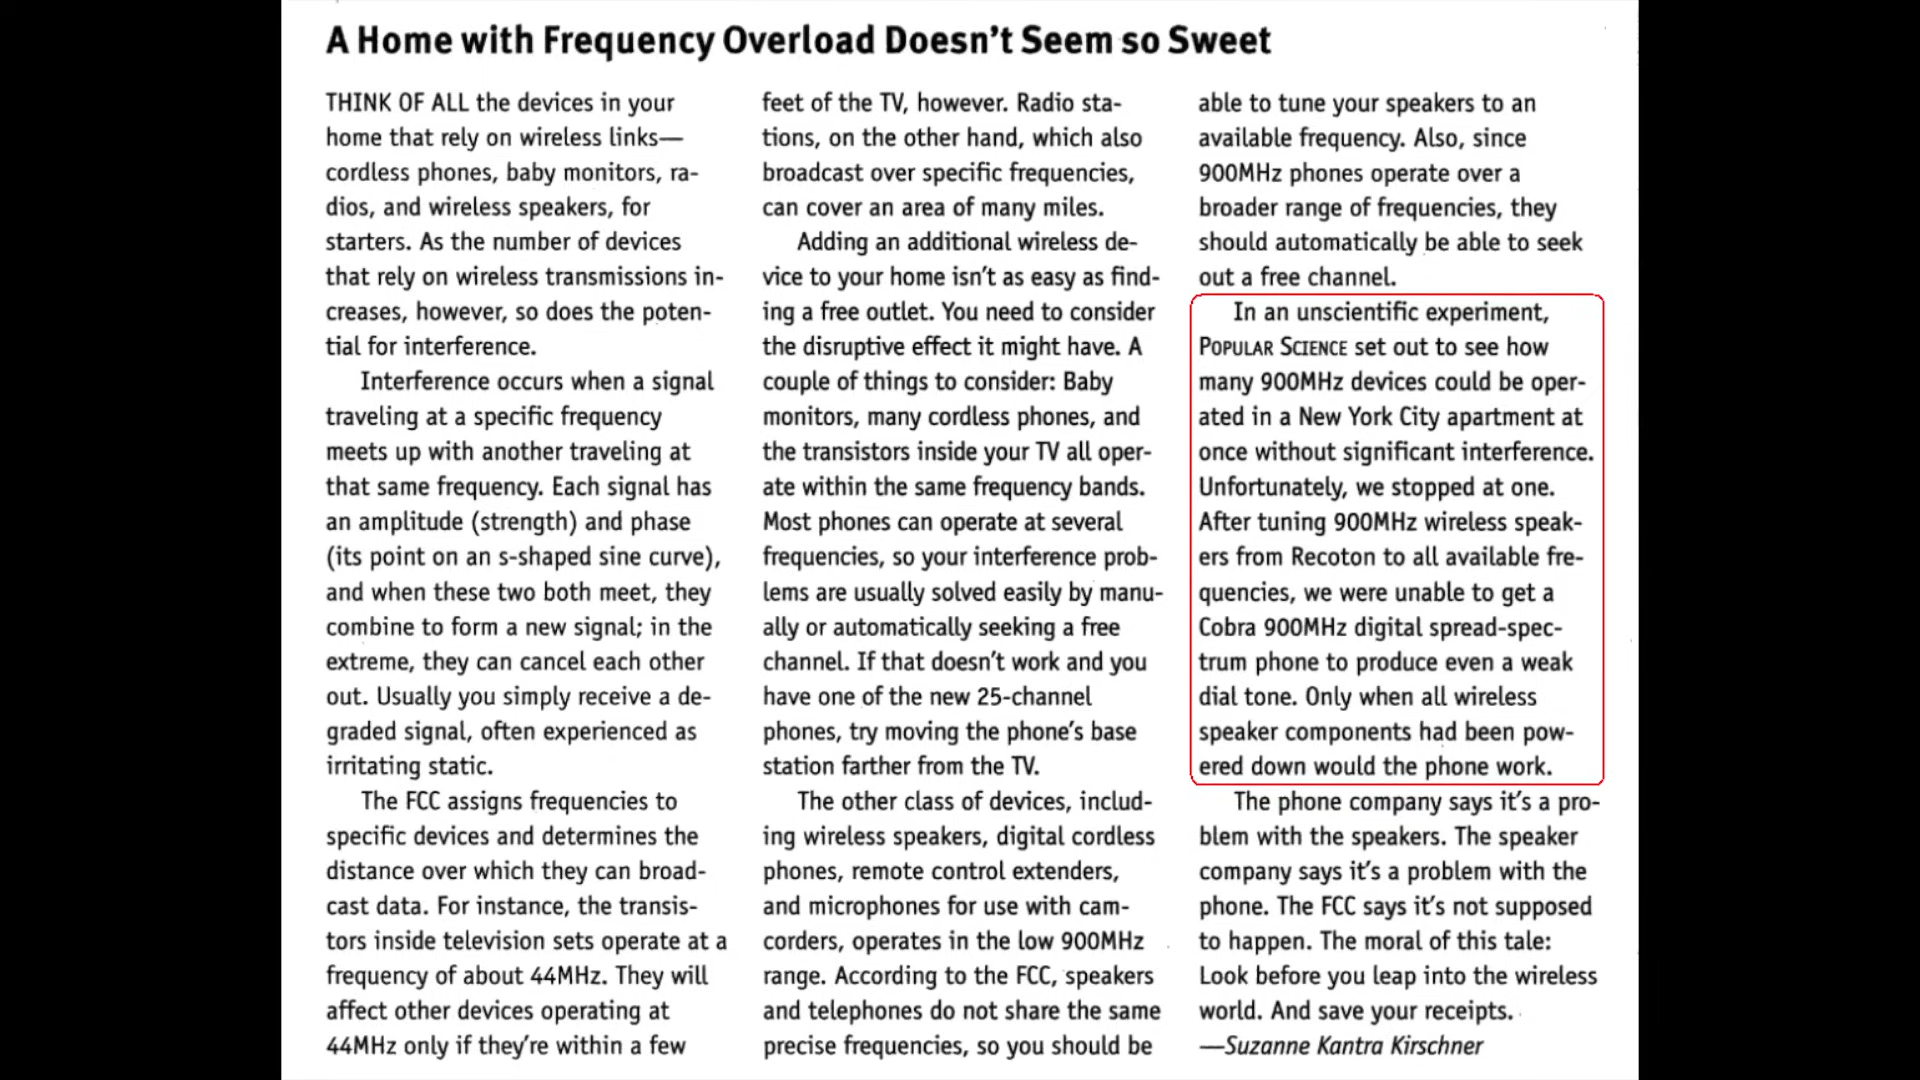 A Home with Frequency Overload Doesn't Seem so Sweet
THINK OF ALL the devices in your
home that rely on wireless links—
cordless phones, baby monitors, ra-
dios, and wireless speakers, for
starters. As the number of devices
that rely on wireless transmissions in-
creases, however, so does the poten-
tial for interference.
Interference occurs when a signal
traveling at a specific frequency
meets up with another traveling at
that same frequency. Each signal has
an amplitude (strength) and phase
(its point on an s-shaped sine curve),
and when these two both meet, they
combine to form a new signal; in the
extreme, they can cancel each other
out. Usually you simply receive a de-
graded signal, often experienced as
irritating static.
The FCC assigns frequencies to
specific devices and determines the
distance over which they can broad-
cast data. For instance, the transis-
tors inside television sets operate at a
frequency of about 44MHz. They will
affect other devices operating at
44MHz only if they're within a few
feet of the TV, however. Radio sta-
tions, on the other hand, which also
broadcast over specific frequencies,
can cover an area of many miles.
Adding an additional wireless de-
vice to your home isn't as easy as find-
ing a free outlet. You need to consider
the disruptive effect it might have. A
couple of things to consider: Baby
monitors, many cordless phones, and
the transistors inside your TV all oper-
ate within the same frequency bands.
Most phones can operate at several
frequencies, so your interference prob-
lems are usually solved easily by manu-
ally or automatically seeking a free
channel. If that doesn't work and you
have one of the new 25-channel
phones, try moving the phone's base
station farther from the TV.
The other class of devices, includ-
ing wireless speakers, digital cordless
phones, remote control extenders,
and microphones for use with cam-
corders, operates in the low 900MHz
range. According to the FCC, speakers
and telephones do not share the same
precise frequencies, so you should be
able to tune your speakers to an
available frequency. Also, since
900MHz phones operate over a
broader range of frequencies, they
should automatically be able to seek
out a free channel.
In an unscientific experiment,
POPULAR SCIENCE set out to see how
many 900MHz devices could be oper-
ated in a New York City apartment at
once without significant interference.
Unfortunately, we stopped at one.
After tuning 900MHz wireless speak-
ers from Recoton to all available fre-
quencies, we were unable to get a
Cobra 900MHz digital spread-spec-
trum phone to produce even a weak
dial tone. Only when all wireless
speaker components had been pow-
ered down would the phone work.
The phone company says it's a pro-
blem with the speakers. The speaker
company says it's a problem with the
phone. The FCC says it's not supposed
to happen. The moral of this tale:
Look before you leap into the wireless
world. And save your receipts.
—Suzanne Kantra Kirschner